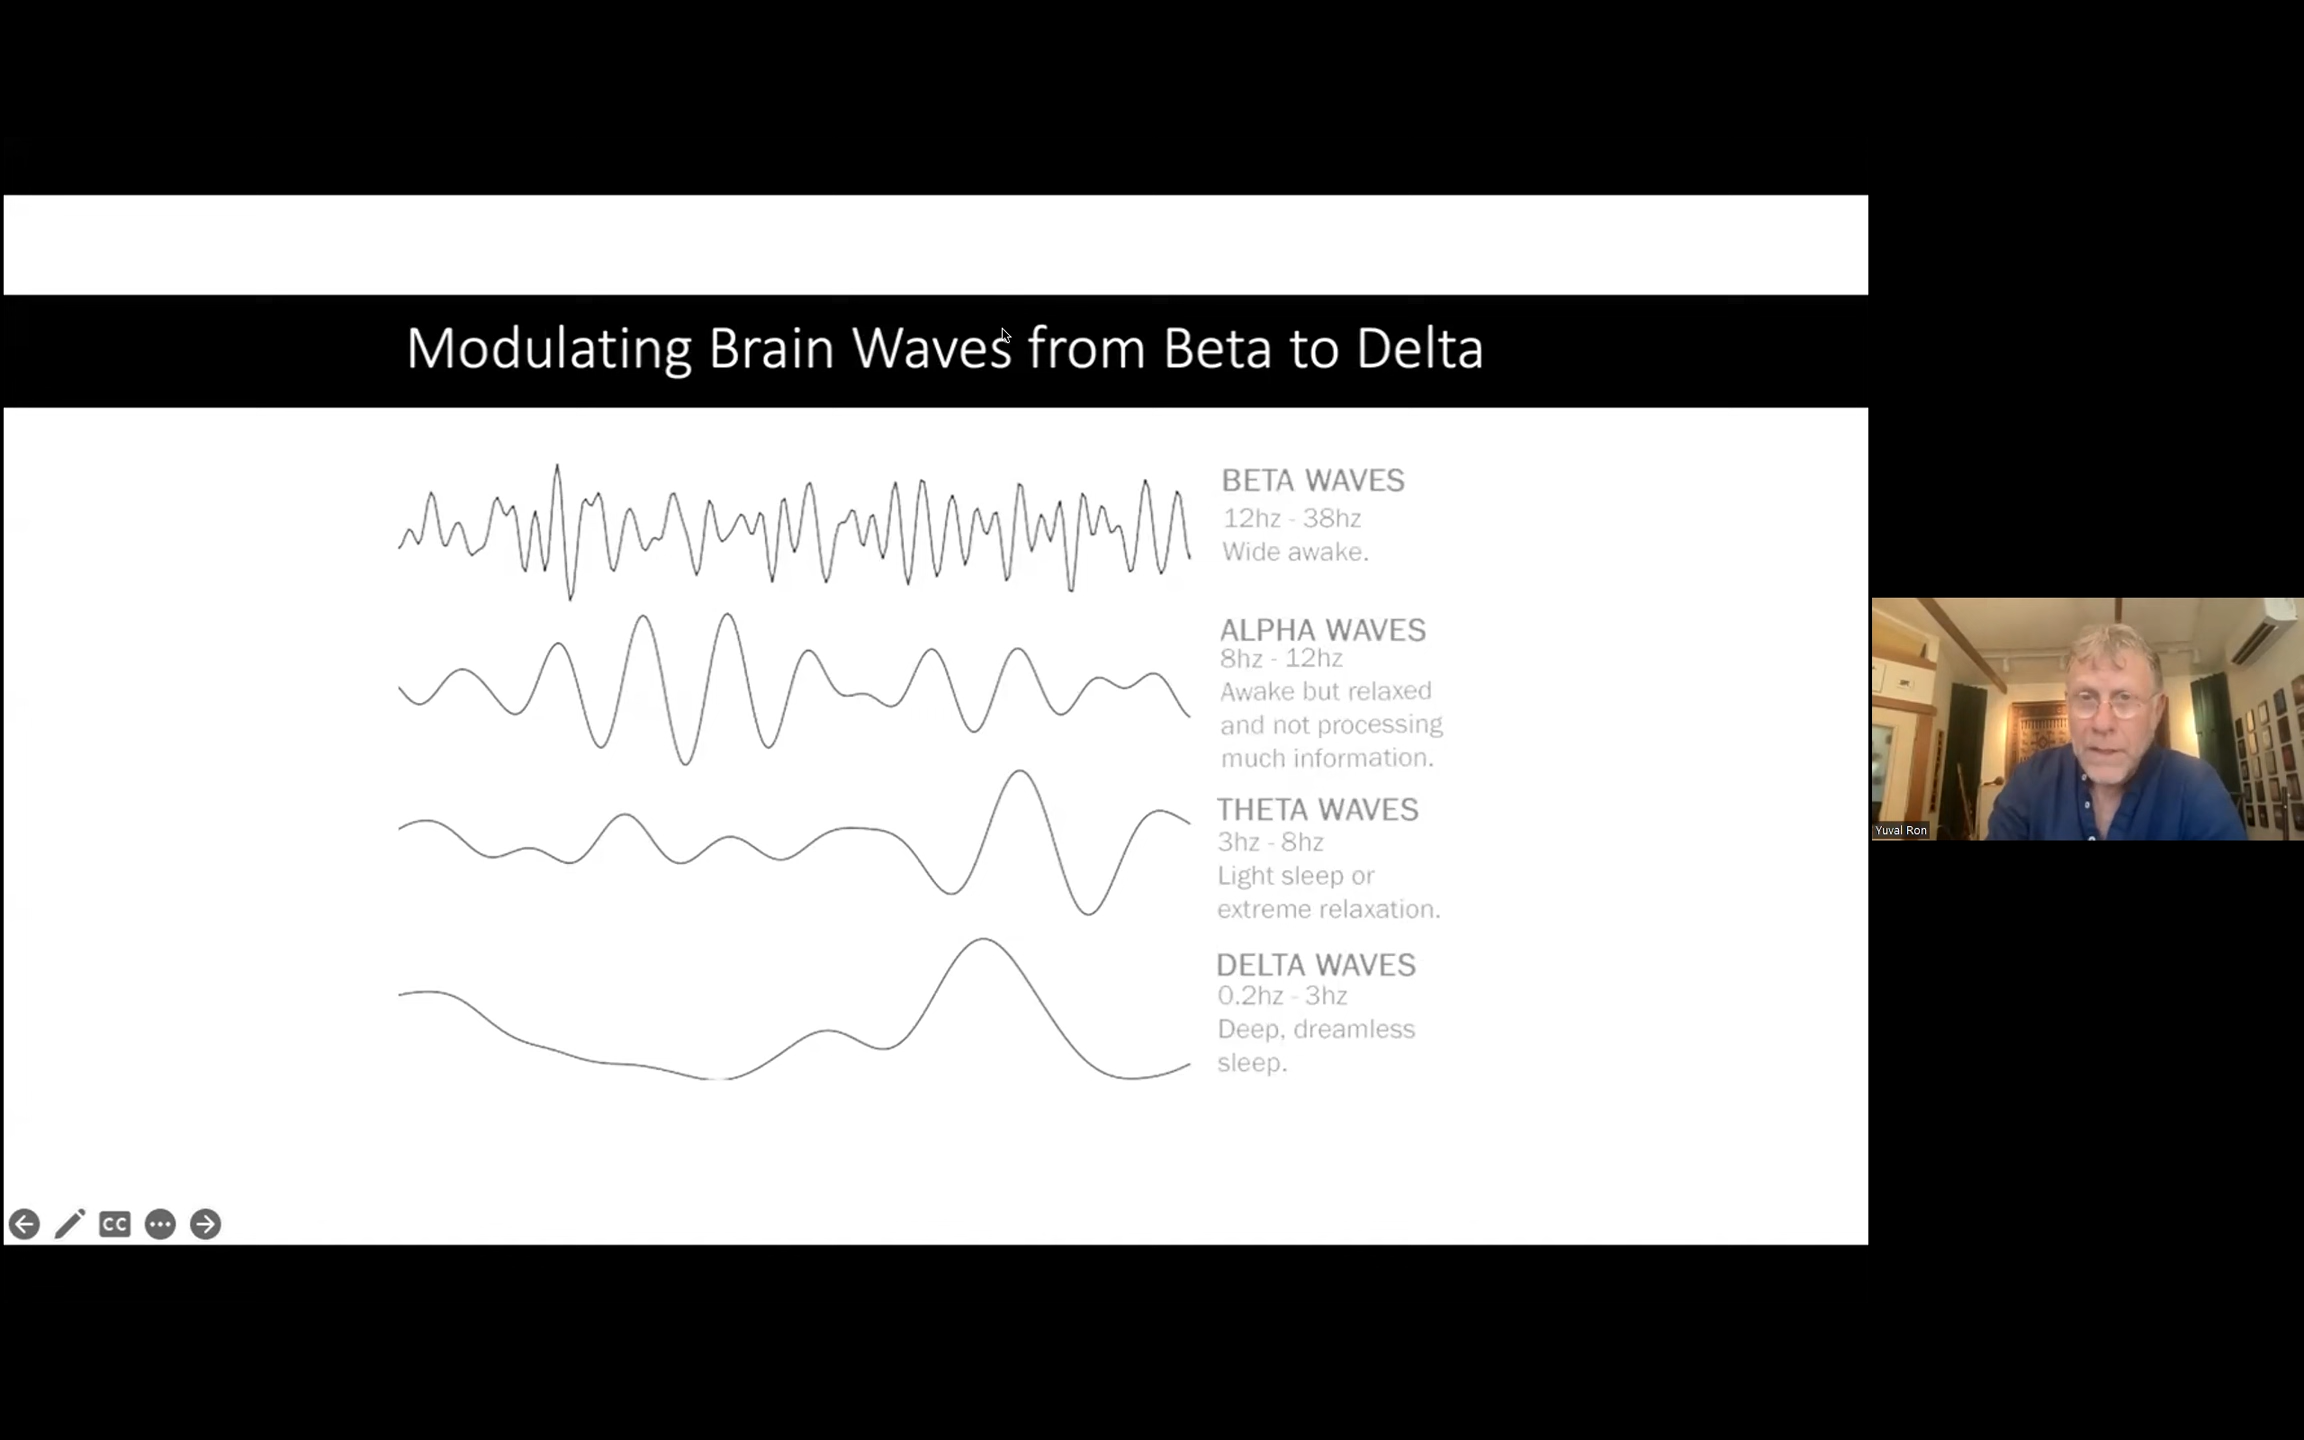 Modulating Brain Waves from Beta to Delta
BETA WAVES
12hz - 38hz
Wide awake.
ALPHA WAVES
8hz - 12hz
Awake but relaxed
and not processing
much information.
THETA WAVES
3hz - 8hz
Light sleep or
extreme relaxation.
DELTA WAVES
0.2hz - 3hz
Deep, dreamless
sleep.
Yuval Ron
CC